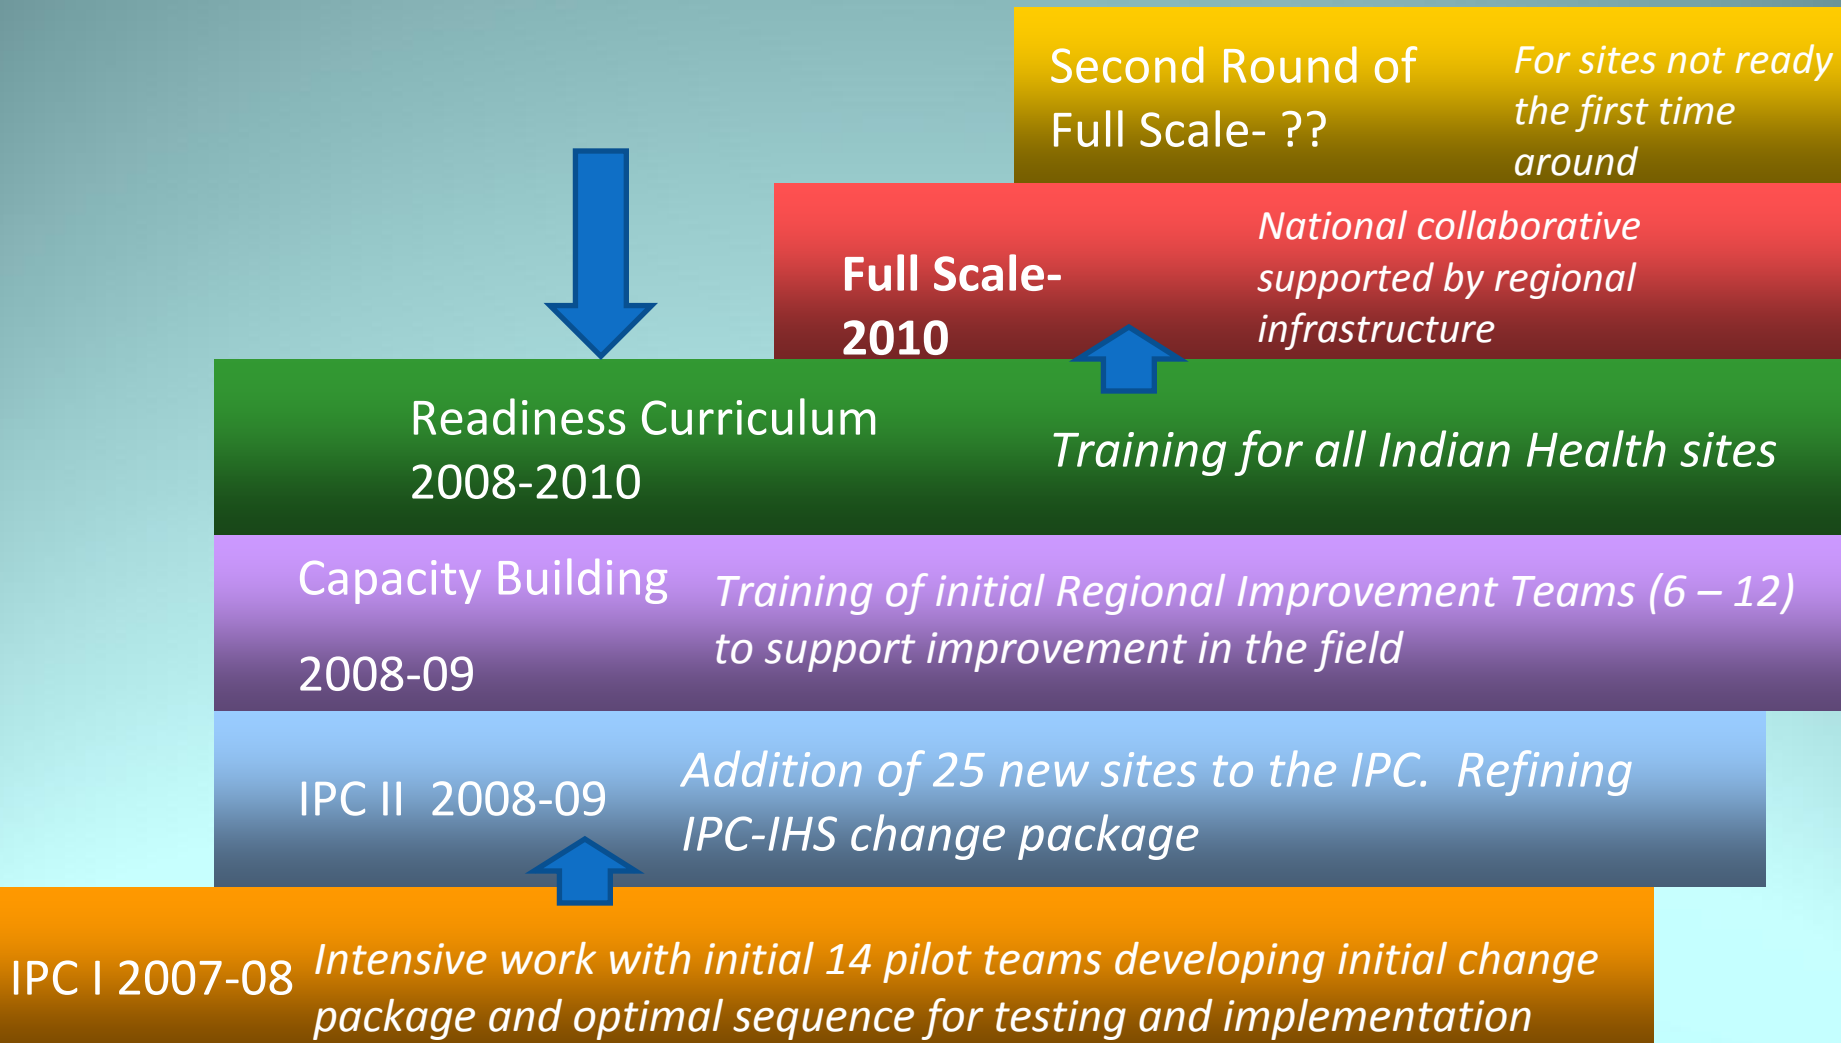 Second Round of
Full Scale- ??
For sites not ready
the first time
around
Full Scale-
2010
National collaborative
supported by regional
infrastructure
Readiness Curriculum
2008-2010
Training for all Indian Health sites
Capacity Building
2008-09
Training of initial Regional Improvement Teams (6 – 12)
to support improvement in the field
IPC II  2008-09
Addition of 25 new sites to the IPC.  Refining
IPC-IHS change package
IPC I 2007-08
Intensive work with initial 14 pilot teams developing initial change
package and optimal sequence for testing and implementation